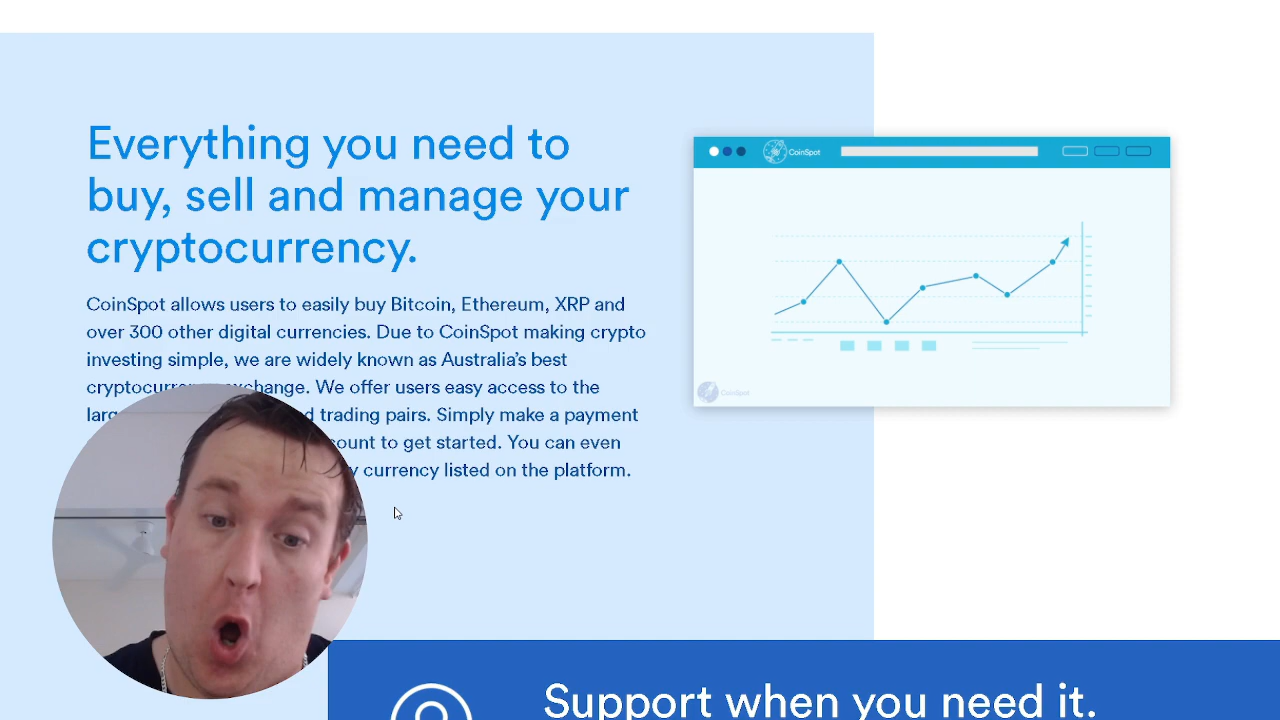 Everything you need to
buy, sell and manage your
cryptocurrency.
CoinSpot
CoinSpot allows users to easily buy Bitcoin, Ethereum, XRP and
over 300 other digital currencies. Due to CoinSpot making crypto
investing simple, we are widely known as Australia's best
exchange. We offer users easy access to the
trading pairs. Simply make a payment
to get started. You can even
currency listed on the platform.
CoinSpot
Support when you need it.